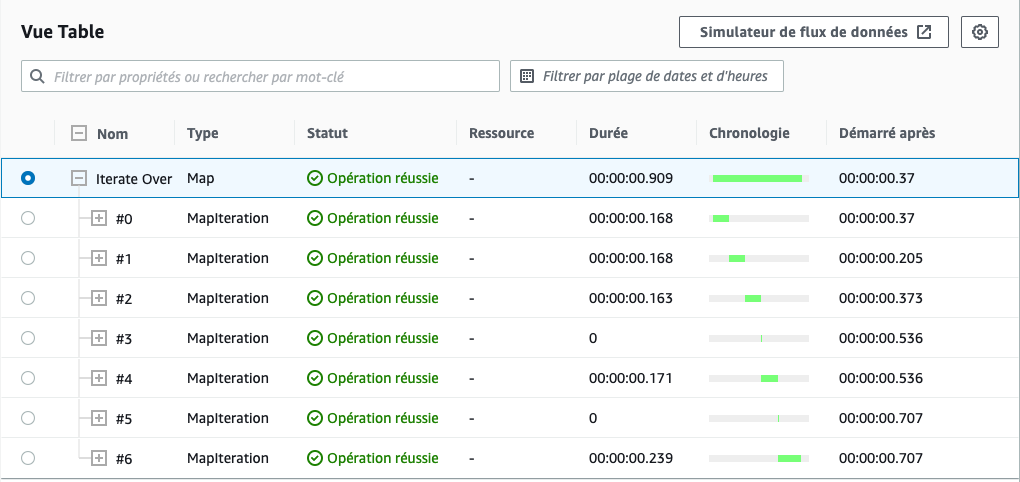 Vue Table
Simulateur de flux de données
Filtrer par propriétés ou rechercher par mot-clé
Filtrer par plage de dates et d'heures
Nom Type Statut Ressource Durée Chronologie Démarré après
Iterate Over Map Opération réussie - 00:00:00.909 00:00:00.37
#0 MapIteration Opération réussie - 00:00:00.168 00:00:00.37
#1 MapIteration Opération réussie - 00:00:00.168 00:00:00.205
#2 MapIteration Opération réussie - 00:00:00.163 00:00:00.373
#3 MapIteration Opération réussie - 0 00:00:00.536
#4 MapIteration Opération réussie - 00:00:00.171 00:00:00.536
#5 MapIteration Opération réussie - 0 00:00:00.707
#6 MapIteration Opération réussie - 00:00:00.239 00:00:00.707